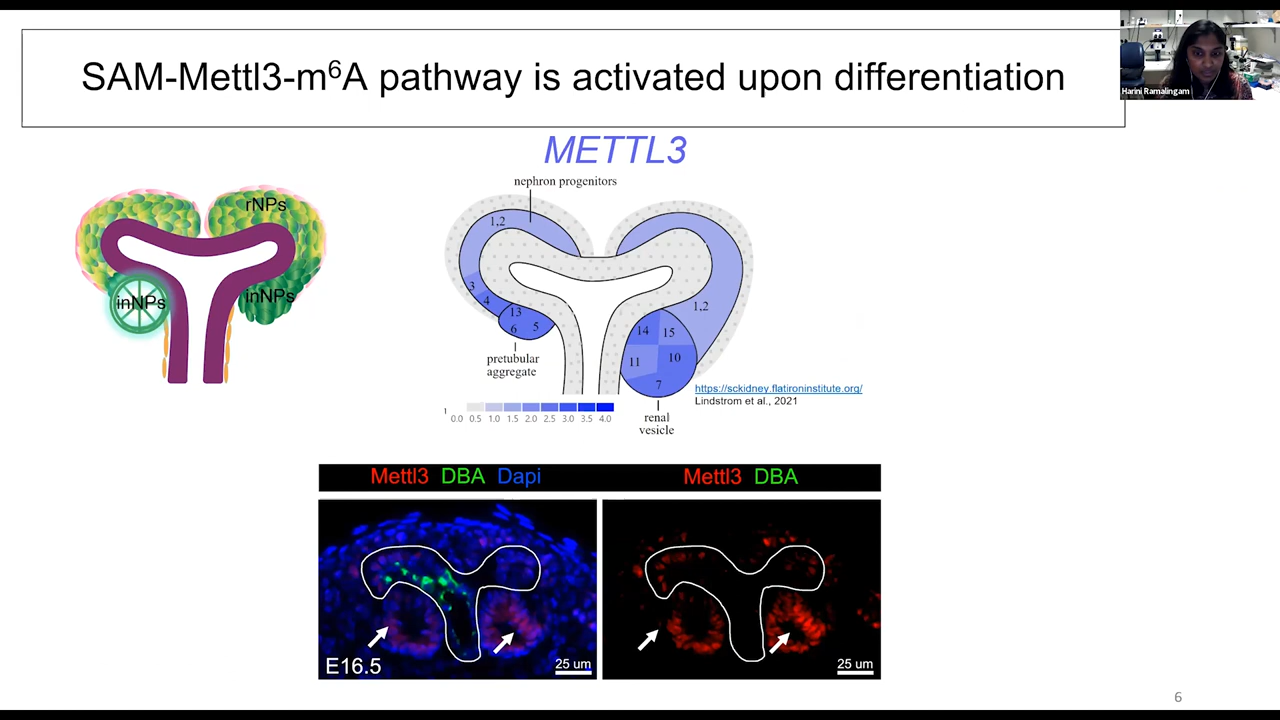 SAM-Mettl3-m⁶A pathway is activated upon differentiation
Harini Ramalingam
METTL3
nephron progenitors
rNPs
inNPs
inNPs
1,2
3
4
13
6
5
pretubular
aggregate
1,2
14
15
11
10
7
renal
vesicle
https://sckidney.flatironinstitute.org/
Lindstrom et al., 2021
1
0.0 0.5 1.0 1.5 2.0 2.5 3.0 3.5 4.0
Mettl3 DBA Dapi
Mettl3 DBA
E16.5
25 um
25 um
6